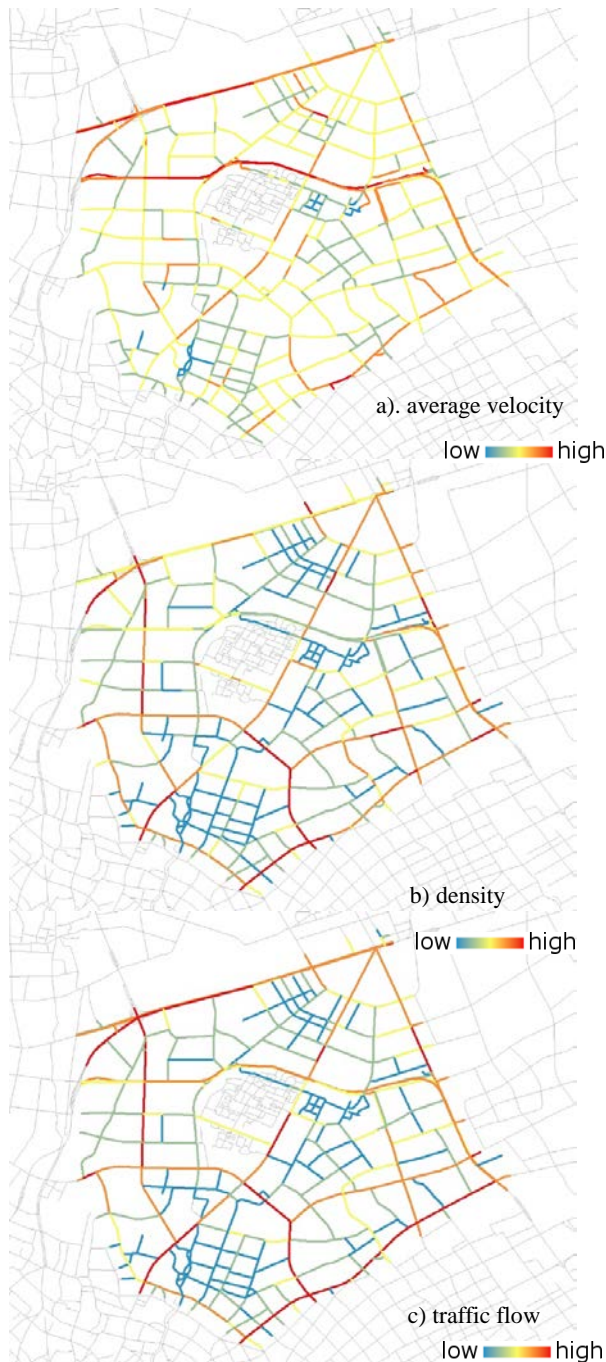 a). average velocity
low high
b) density
low high
c) traffic flow
low high